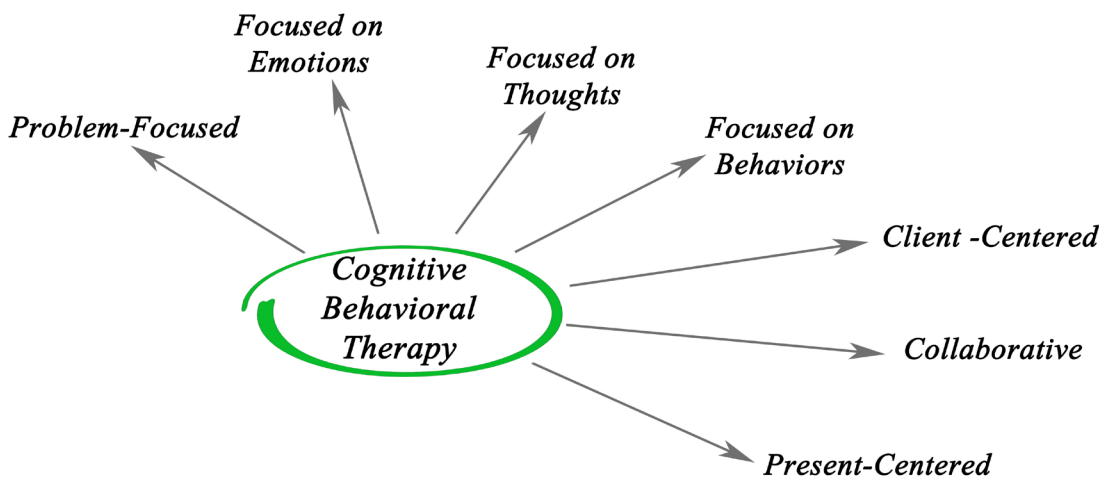 Focused on
Emotions
Focused on
Thoughts
Problem-Focused
Focused on
Behaviors
Client -Centered
Cognitive
Behavioral
Therapy
Collaborative
Present-Centered